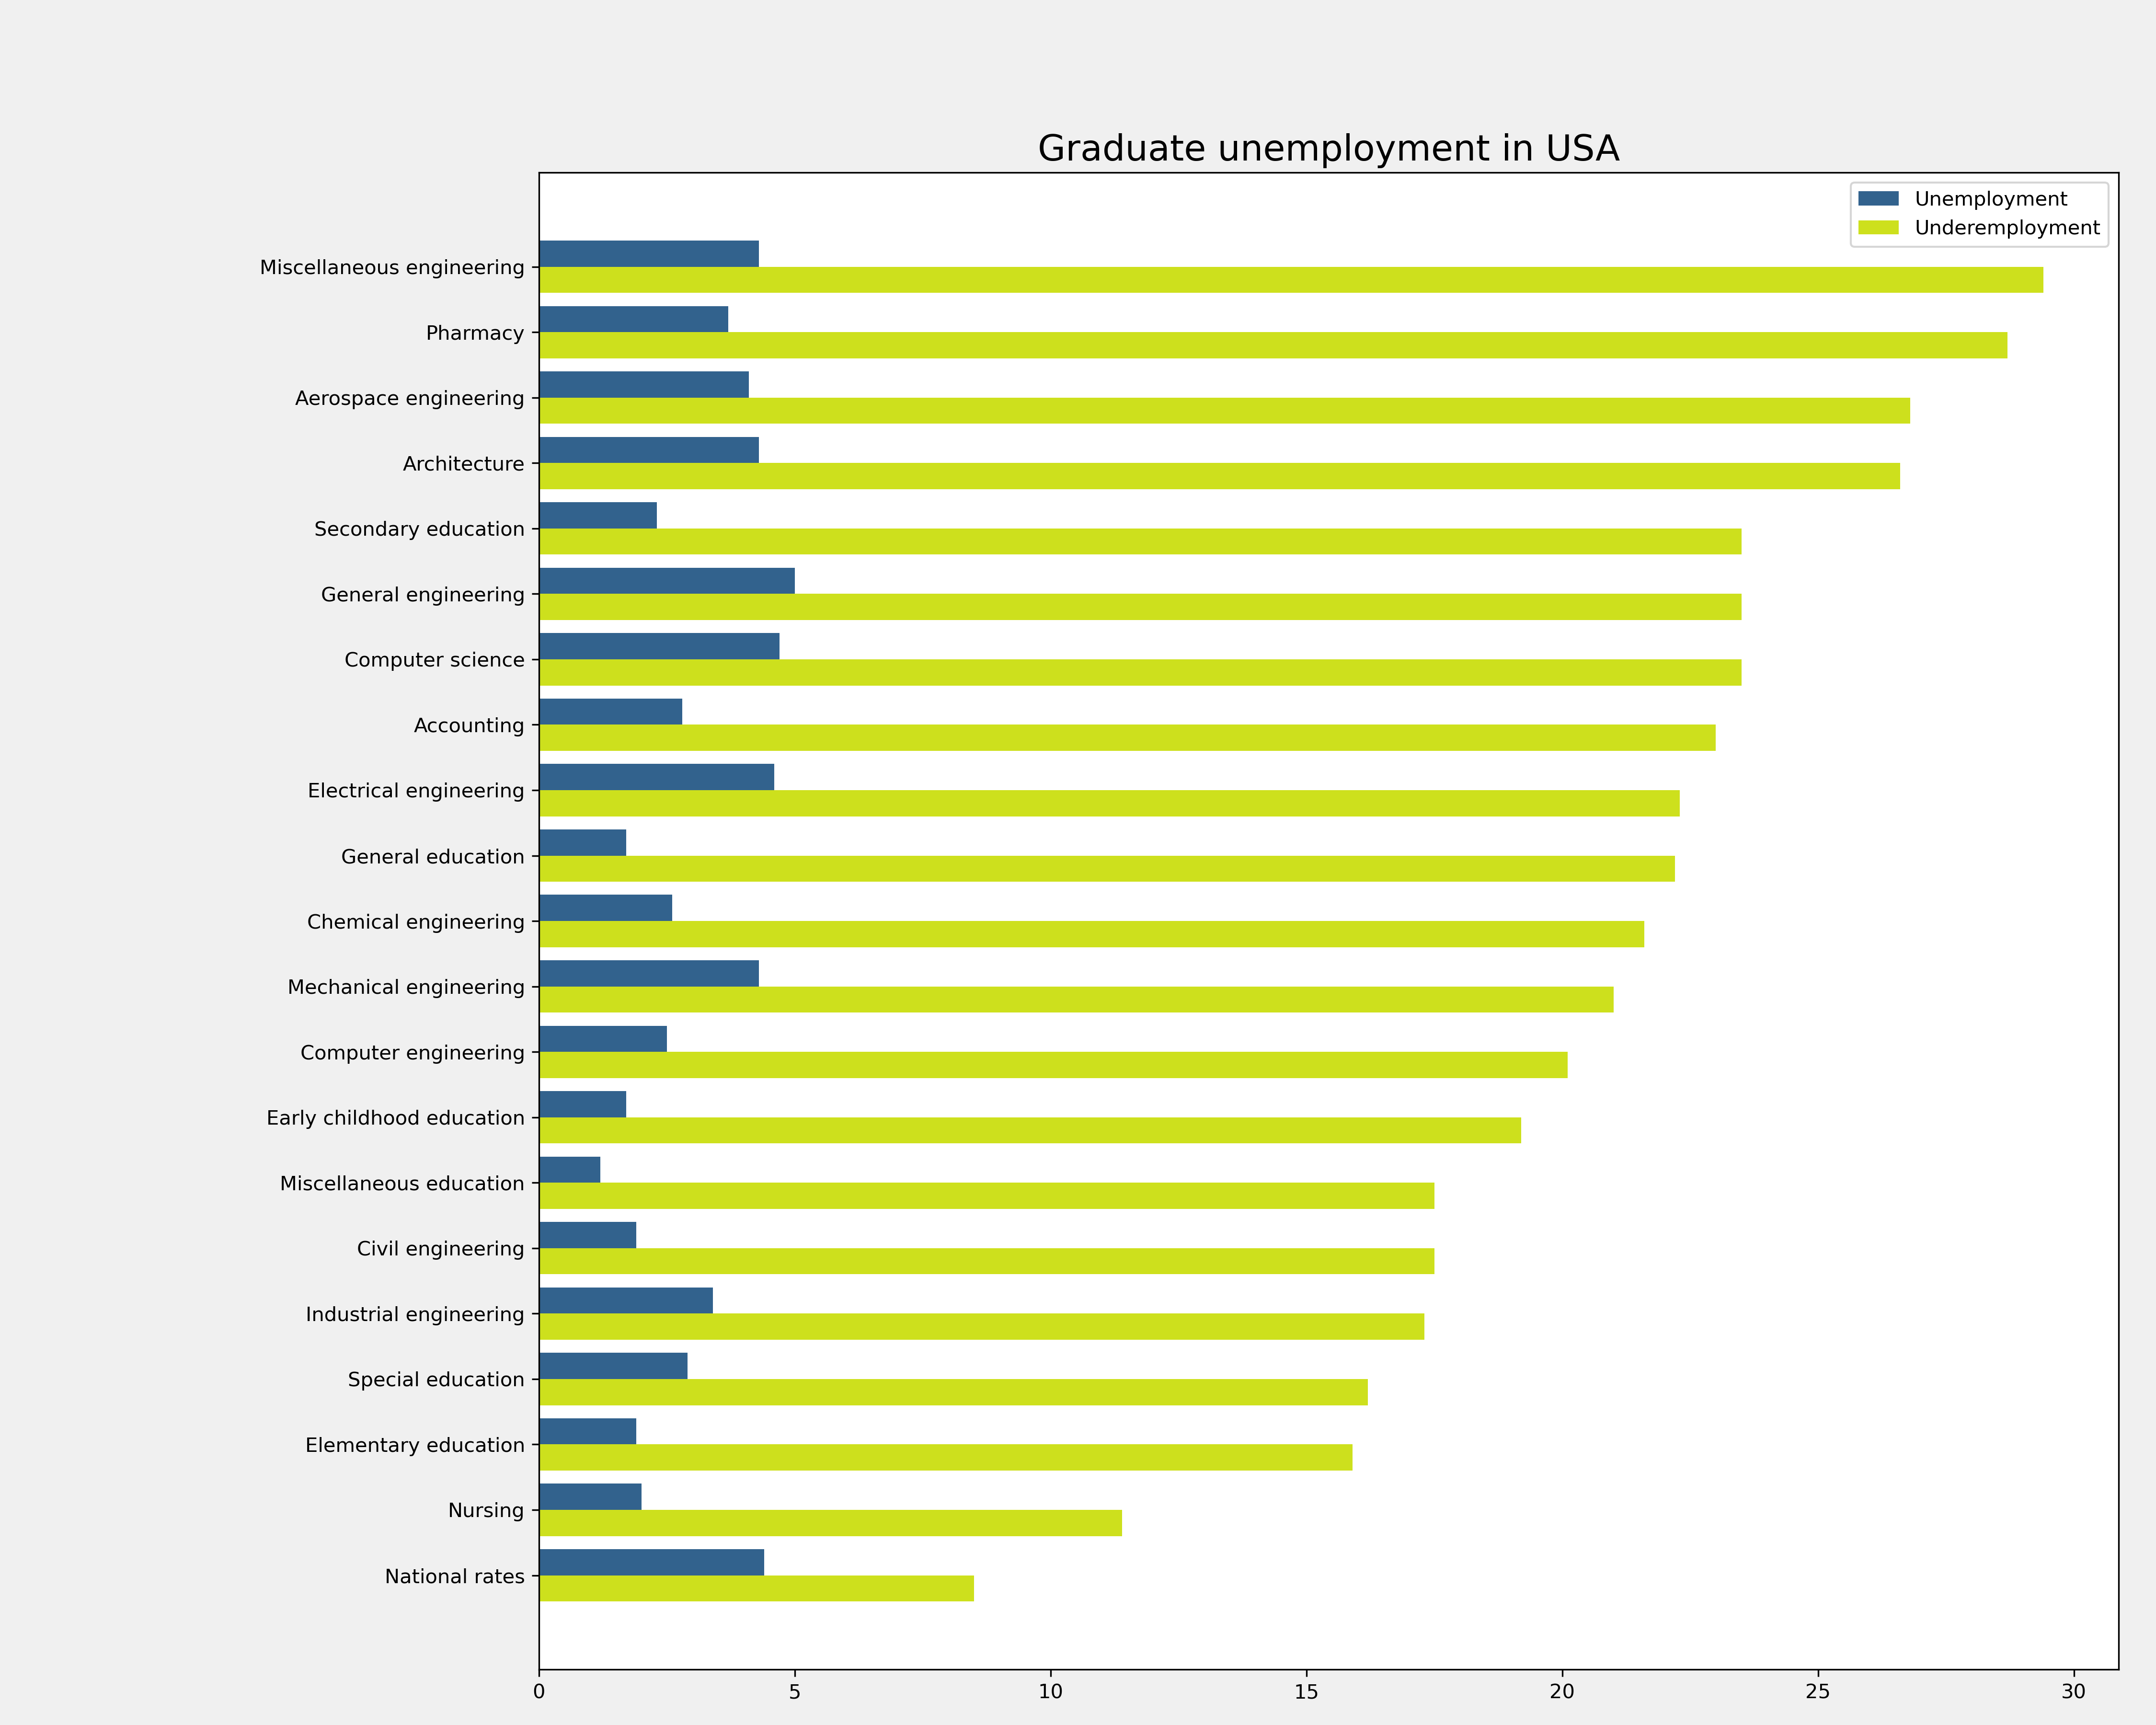 Graduate unemployment in USA
Unemployment
Underemployment
Miscellaneous engineering
Pharmacy
Aerospace engineering
Architecture
Secondary education
General engineering
Computer science
Accounting
Electrical engineering
General education
Chemical engineering
Mechanical engineering
Computer engineering
Early childhood education
Miscellaneous education
Civil engineering
Industrial engineering
Special education
Elementary education
Nursing
National rates
0 5 10 15 20 25 30